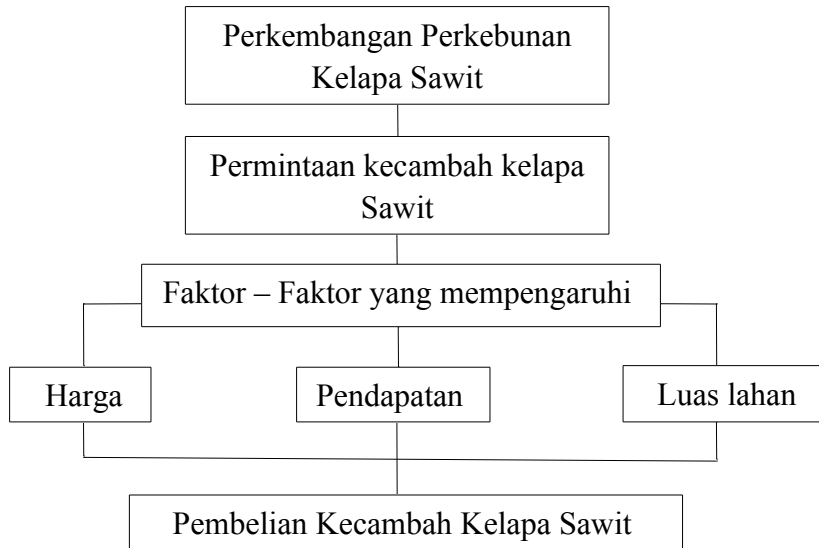 Perkembangan Perkebunan
Kelapa Sawit
Permintaan kecambah kelapa
Sawit
Faktor – Faktor yang mempengaruhi
Harga
Pendapatan
Luas lahan
Pembelian Kecambah Kelapa Sawit